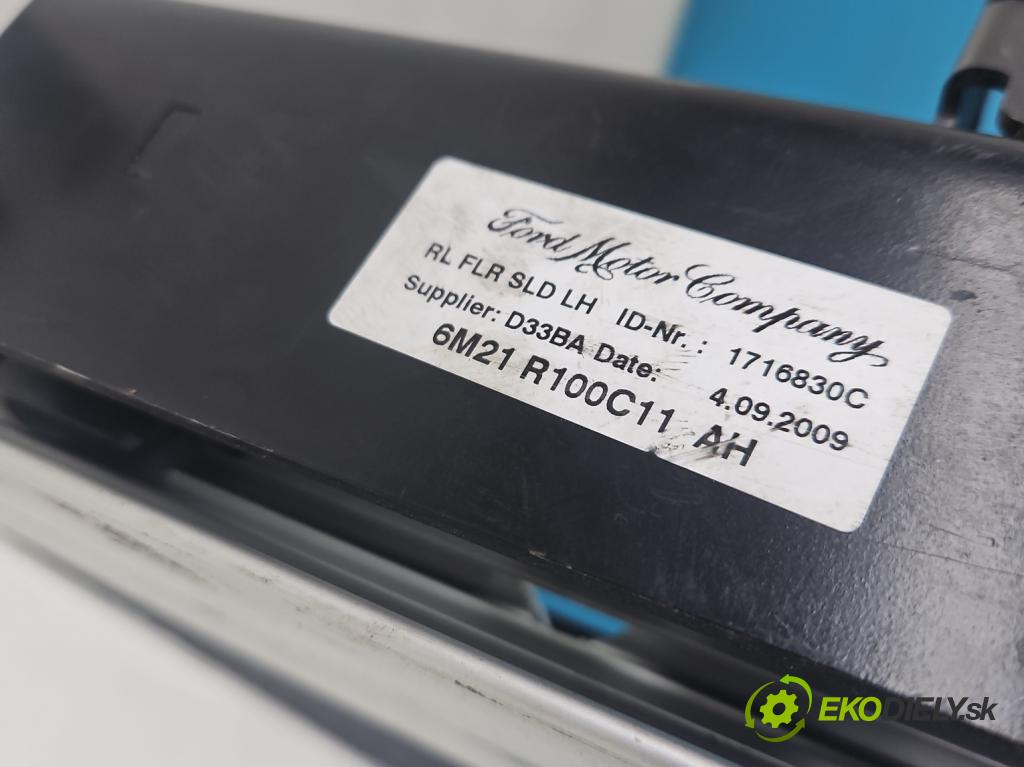 Ford Motor Company
RL FLR SLD LH ID-Nr. : 1716830C
Supplier: D33BA Date: 4.09.2009
6M21 R100C11 AH
EKODIELY.sk